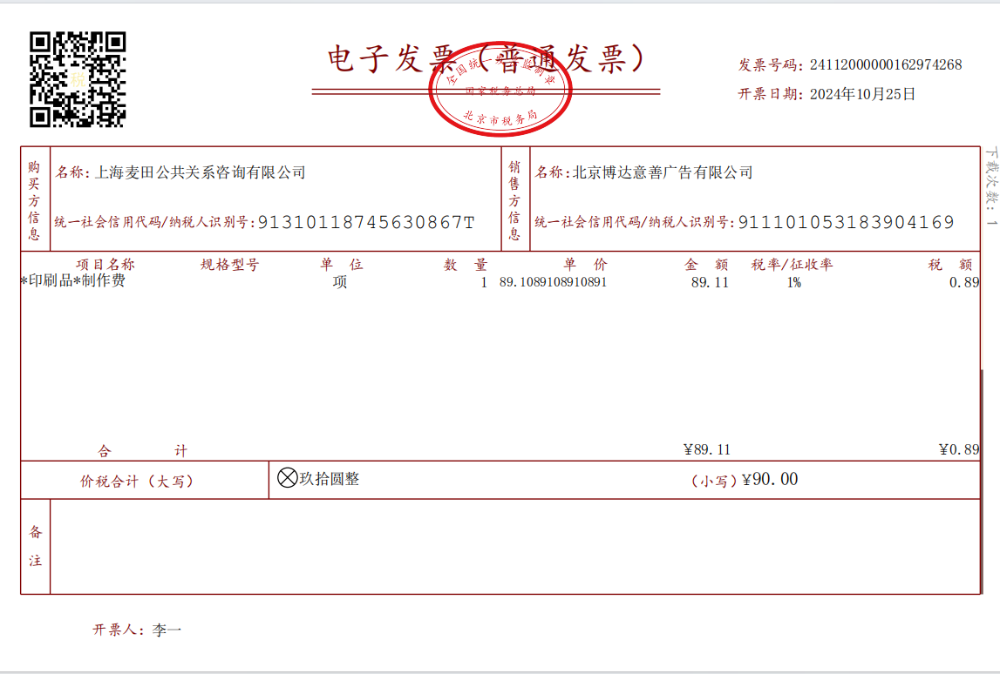 电子发票（普通发票）
全国统一发票监制章
国家税务总局
北京市税务局
发票号码：24112000000162974268
开票日期：2024年10月25日
税
下载次数：1
购买方信息
名称：上海麦田公共关系咨询有限公司
统一社会信用代码/纳税人识别号：91310118745630867T
销售方信息
名称：北京博达意善广告有限公司
统一社会信用代码/纳税人识别号：911101053183904169
项目名称 规格型号 单位 数量 单价 金额 税率/征收率 税额
*印刷品*制作费 项 1 89.1089108910891 89.11 1% 0.89
合计 ¥89.11 ¥0.89
价税合计（大写） ⊗玖拾圆整 （小写）¥90.00
备注
开票人：李一